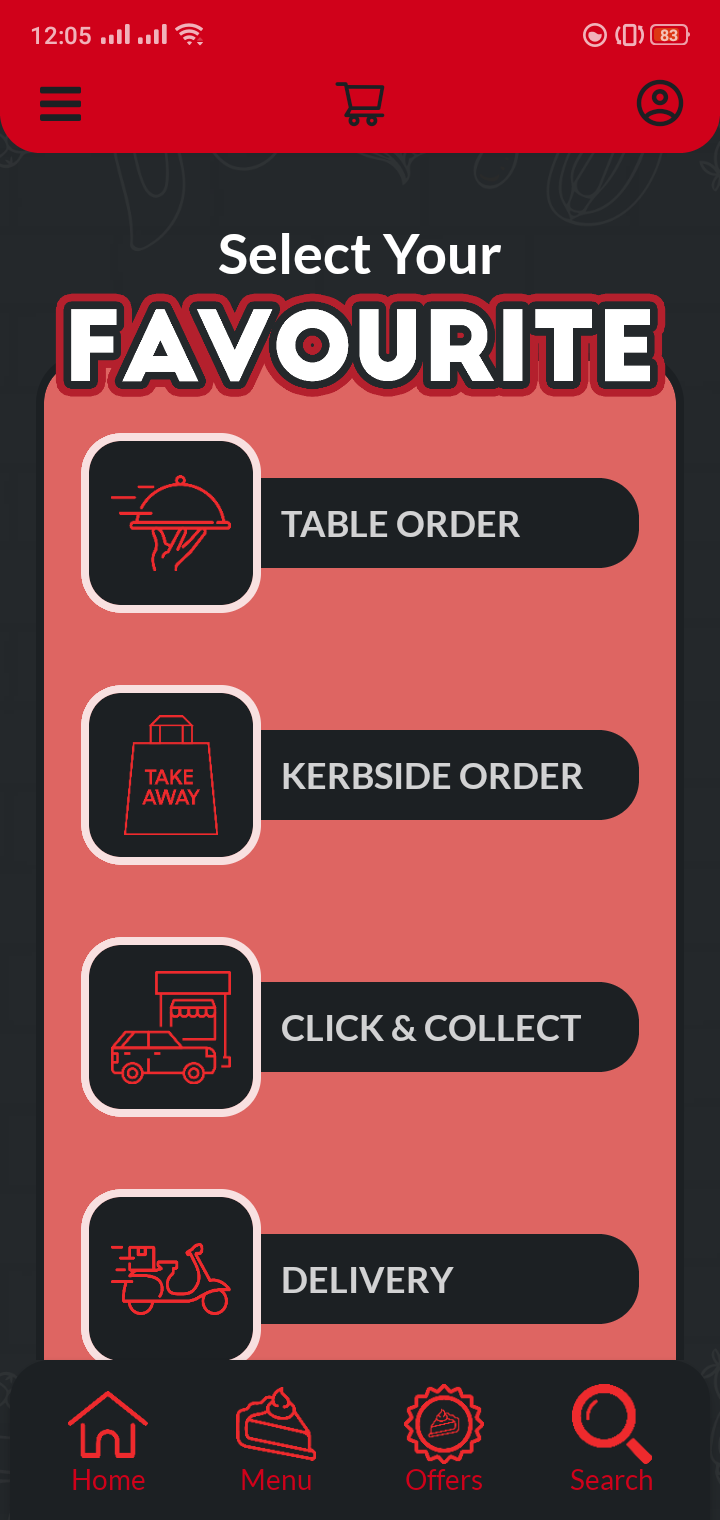 12:05
83
Select Your
FAVOURITE
TABLE ORDER
TAKE
AWAY
KERBSIDE ORDER
CLICK & COLLECT
DELIVERY
Home
Menu
Offers
Search